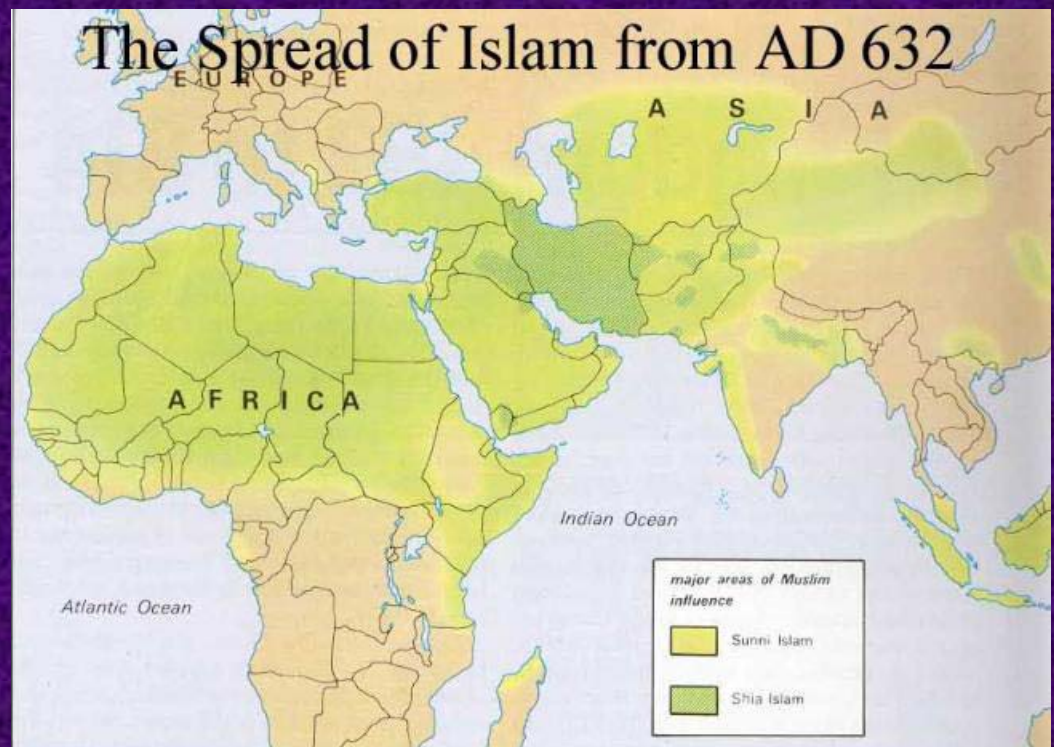 The Spread of Islam from AD 632
EUROPE
ASIA
AFRICA
Indian Ocean
Atlantic Ocean
major areas of Muslim
influence
Sunni Islam
Shia Islam